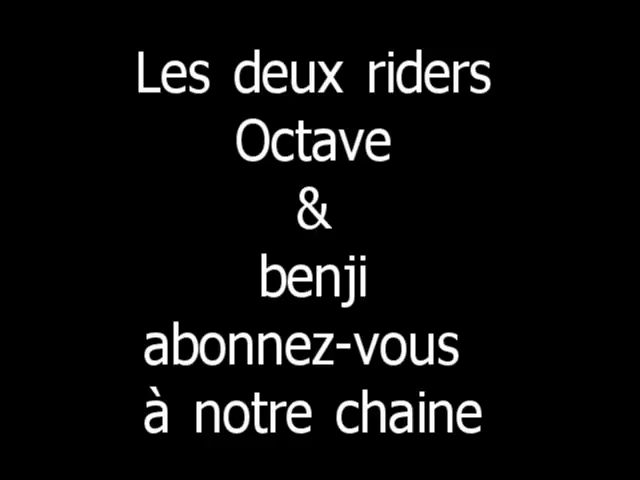 Les deux riders
Octave
&
benji
abonnez-vous
à notre chaine